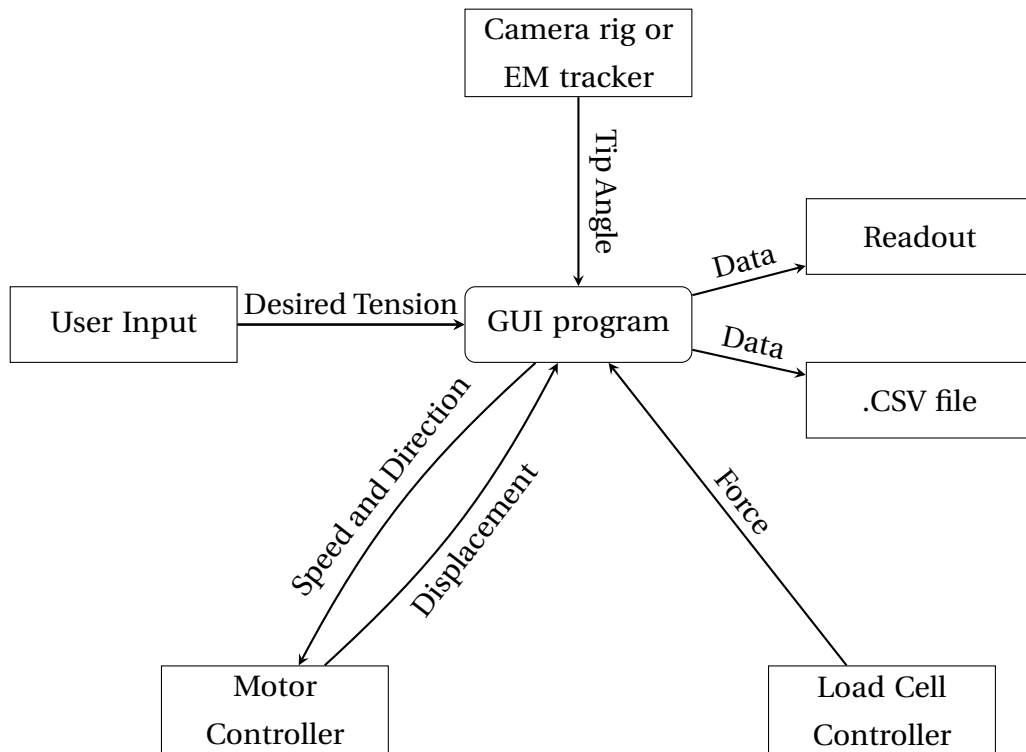 Camera rig or
EM tracker
Tip Angle
Readout
Data
User Input
Desired Tension
GUI program
Data
.CSV file
Speed and Direction
Displacement
Force
Motor
Controller
Load Cell
Controller